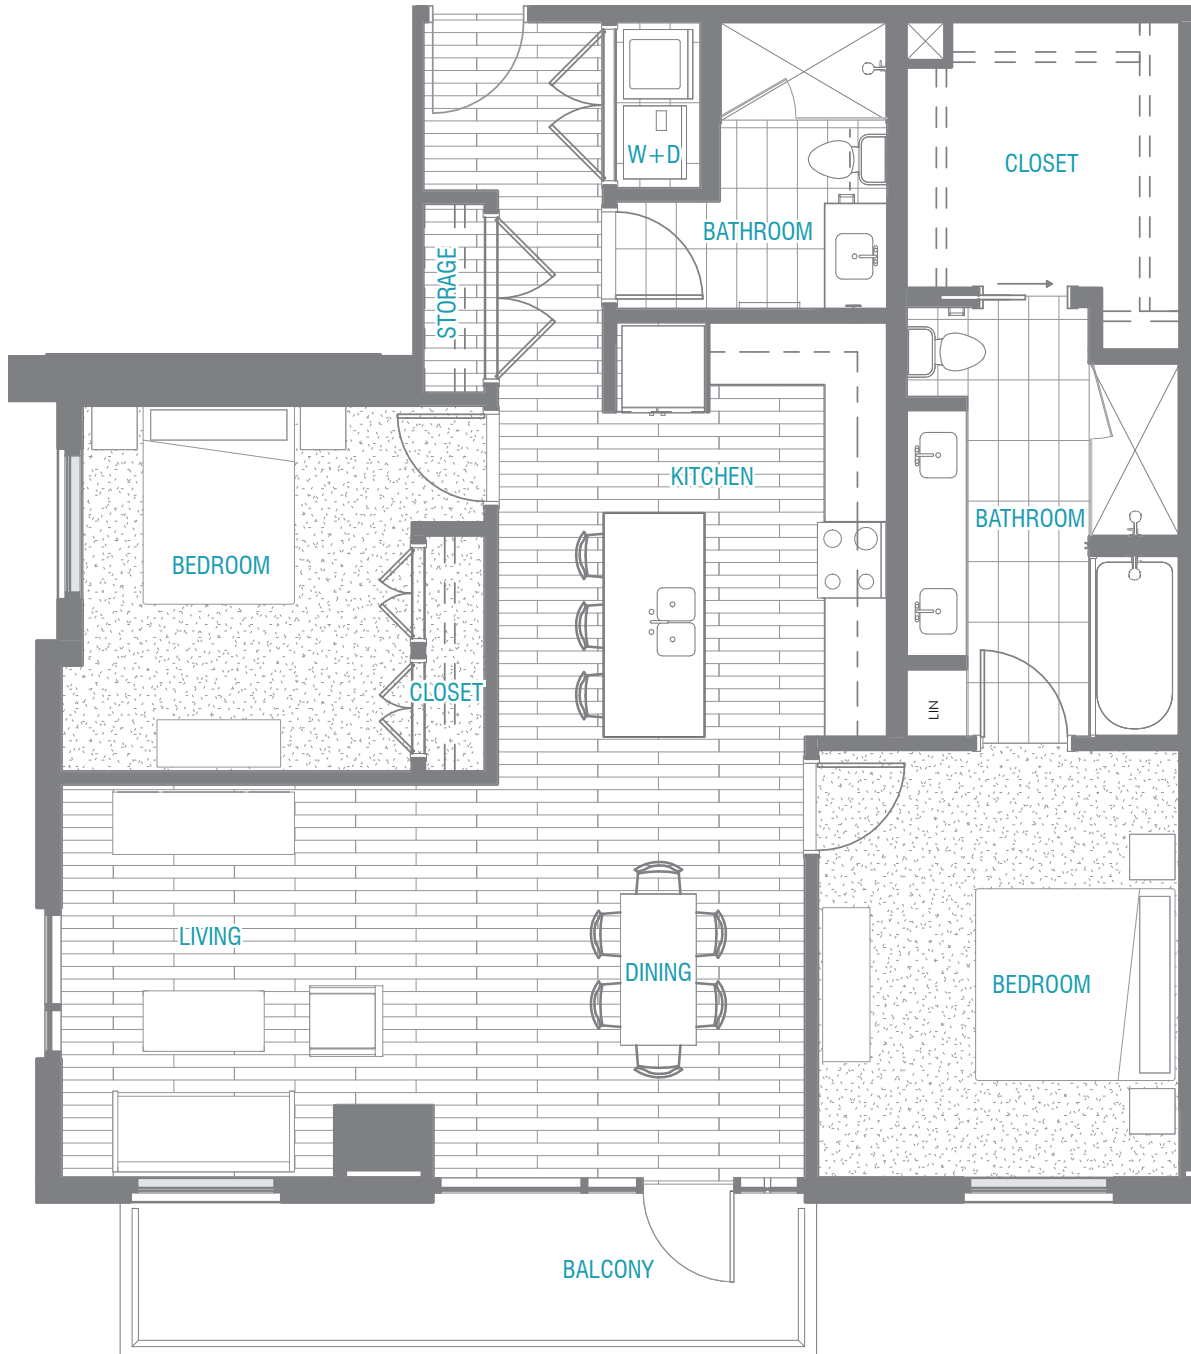 W+D
CLOSET
BATHROOM
STORAGE
KITCHEN
BATHROOM
BEDROOM
CLOSET
LIN
LIVING
DINING
BEDROOM
BALCONY